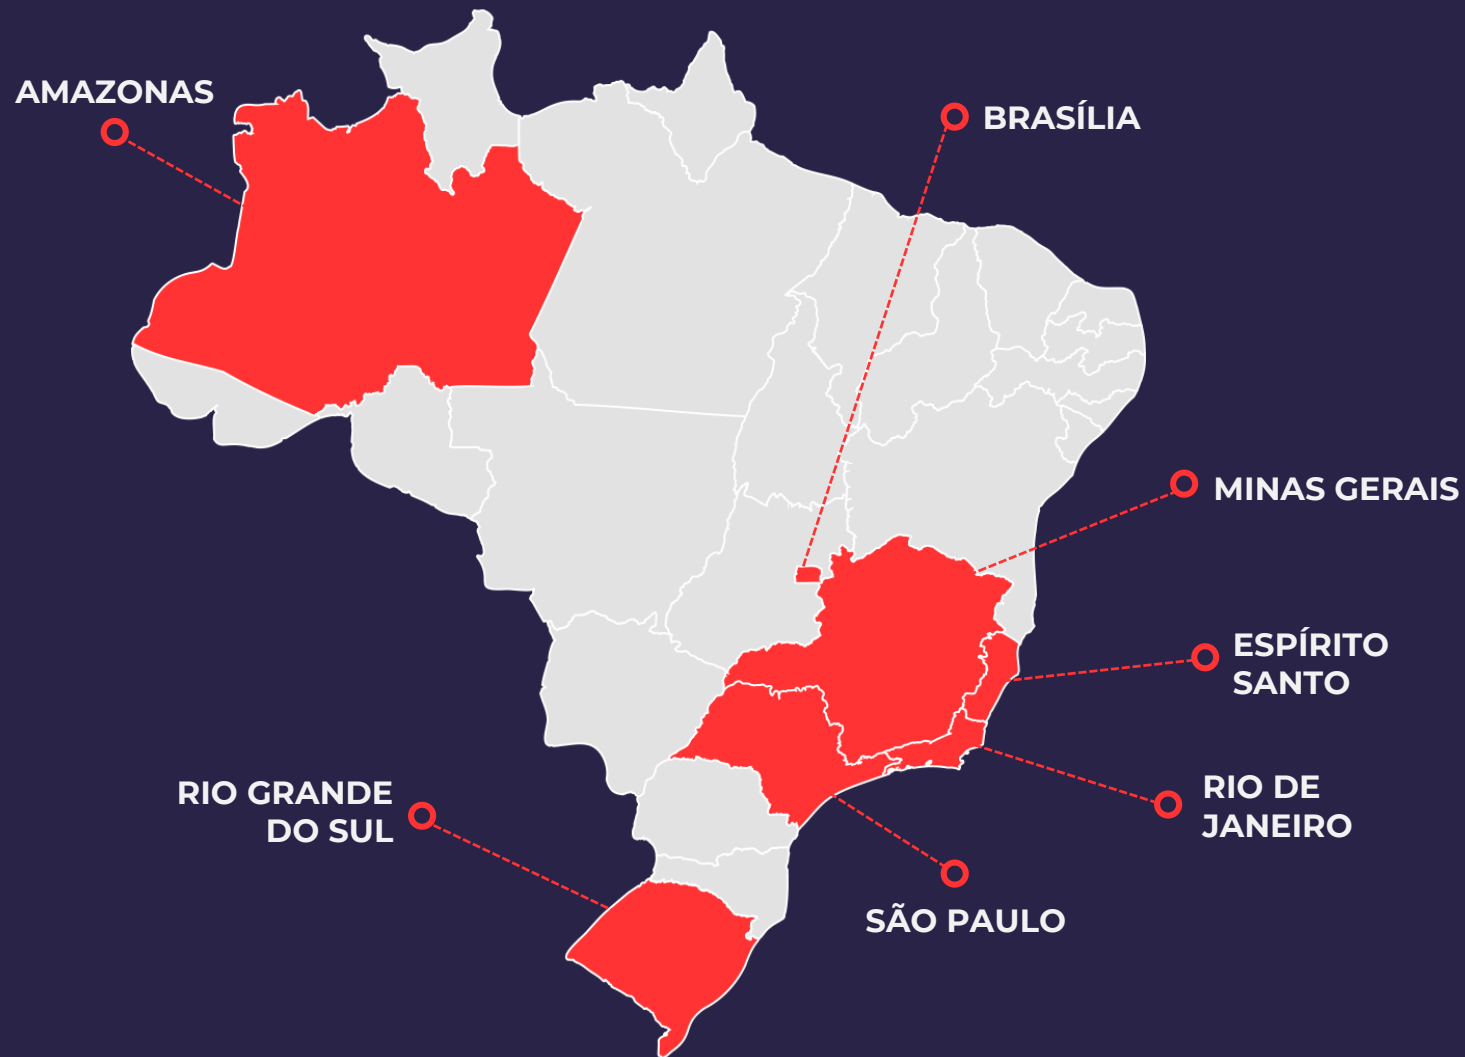 AMAZONAS
BRASÍLIA
MINAS GERAIS
ESPÍRITO
SANTO
RIO GRANDE
DO SUL
RIO DE
JANEIRO
SÃO PAULO